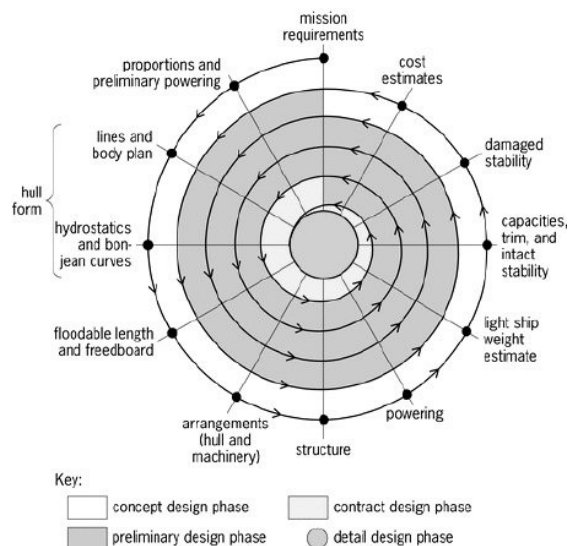 mission
requirements
cost
estimates
damaged
stability
capacities,
trim, and
intact
stability
light ship
weight
estimate
powering
structure
arrangements
(hull and
machinery)
floodable length
and freedboard
hydrostatics
and bon-
jean curves
lines and
body plan
proportions and
preliminary powering
hull
form
Key:
concept design phase
contract design phase
preliminary design phase
detail design phase